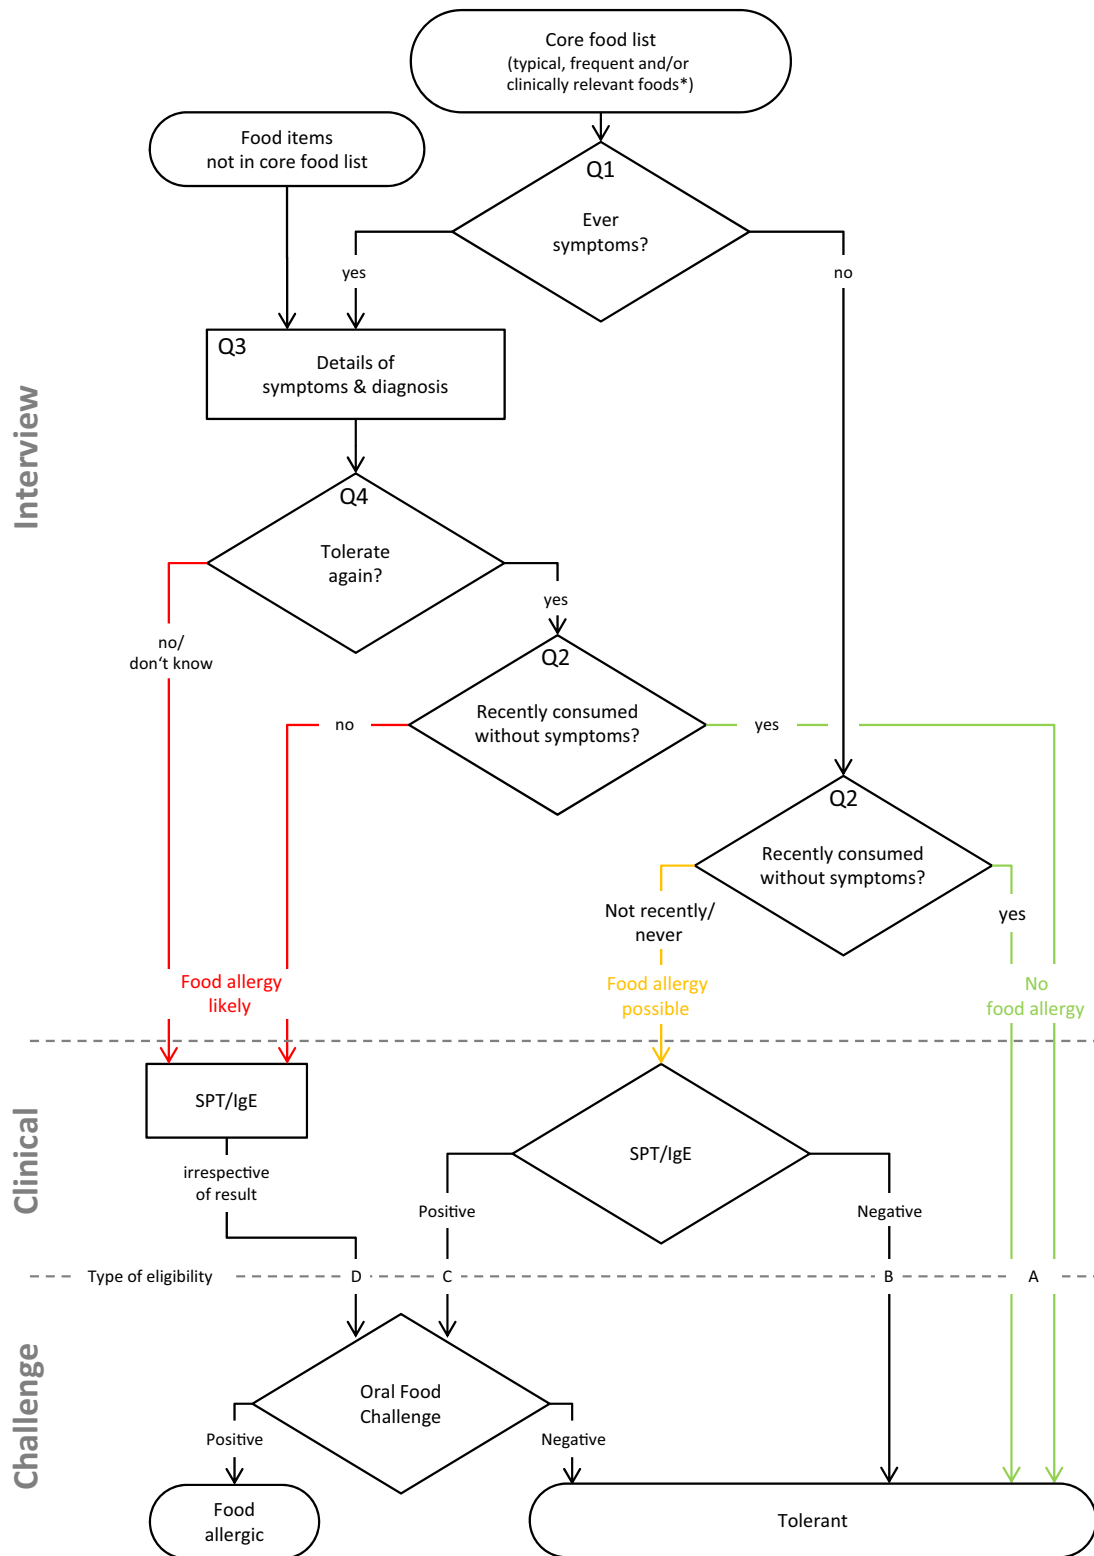 Core food list
(typical, frequent and/or
clinically relevant foods*)
Food items
not in core food list
Q1
Ever
symptoms?
yes
no
Q3
Details of
symptoms & diagnosis
Interview
Q4
Tolerate
again?
no/
don‘t know
yes
Q2
Recently consumed
without symptoms?
no
yes
Q2
Recently consumed
without symptoms?
Not recently/
never
yes
Food allergy
likely
Food allergy
possible
No
food allergy
Clinical
SPT/IgE
SPT/IgE
irrespective
of result
Positive
Negative
Type of eligibility
D
C
B
A
Challenge
Oral Food
Challenge
Positive
Negative
Food
allergic
Tolerant